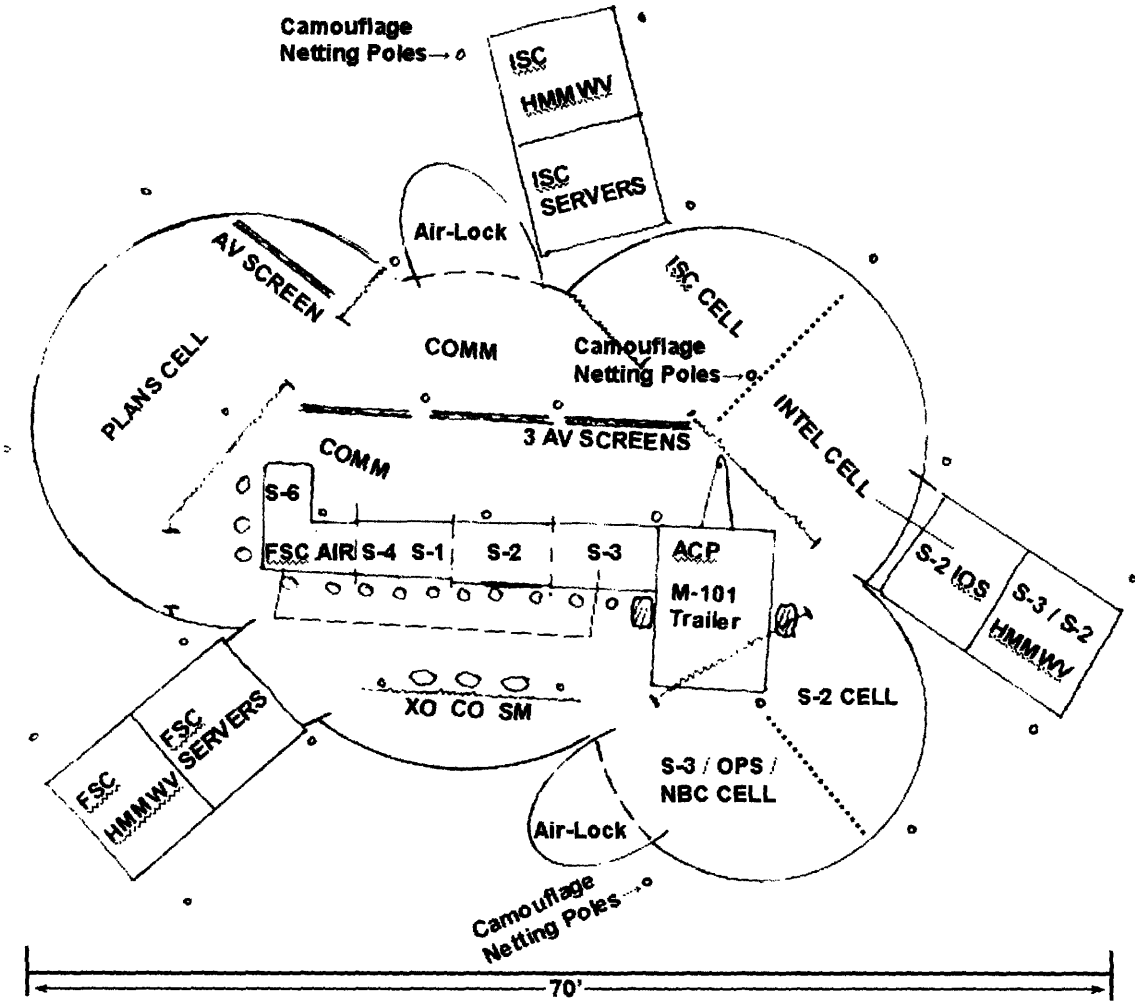 Camouflage
Netting Poles
ISC
HMMWV
ISC
SERVERS
Air-Lock
AV SCREEN
ISC CELL
PLANS CELL
COMM
Camouflage
Netting Poles
INTEL CELL
3 AV SCREENS
COMM
S-6
FSC AIR S-4 S-1 S-2 S-3
ACP
M-101
Trailer
S-2 IOS
S-3 / S-2
HMMWV
XO CO SM
S-2 CELL
FSC
SERVERS
FSC
HMMWV
S-3 / OPS /
NBC CELL
Air-Lock
Camouflage
Netting Poles
70'